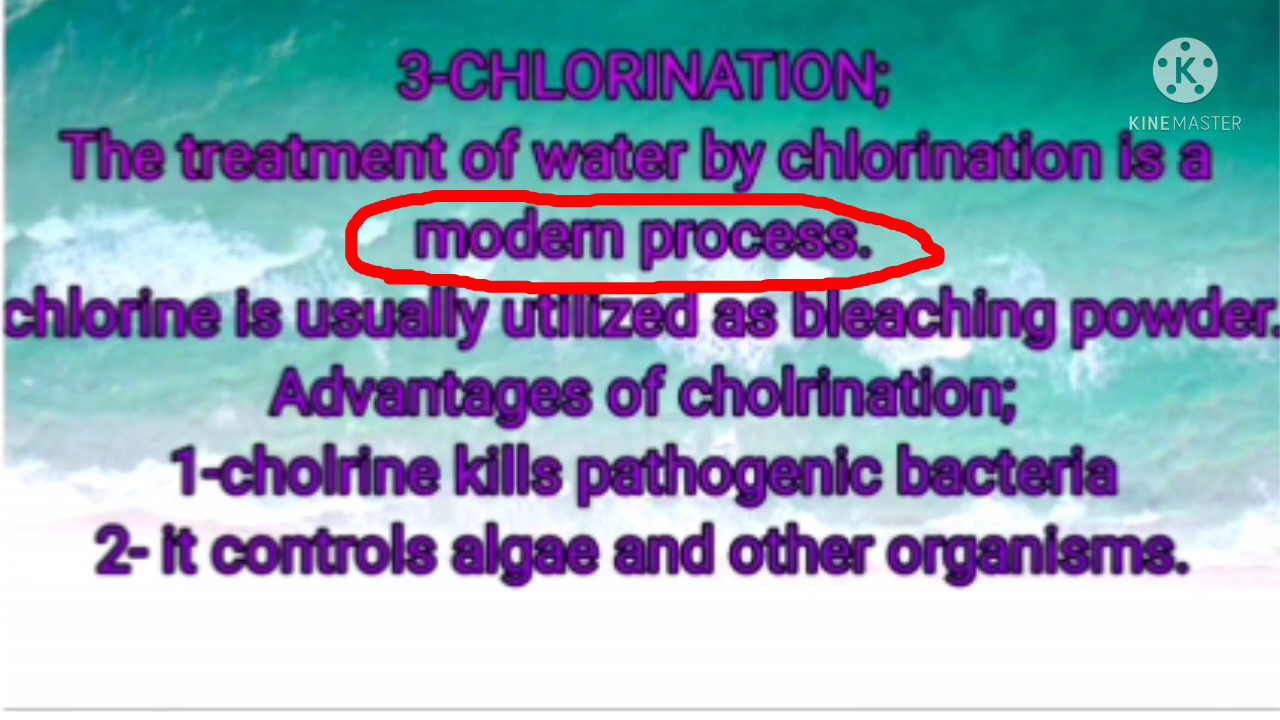 3-CHLORINATION;
KINEMASTER
The treatment of water by chlorination is a
modern process.
chlorine is usually utilized as bleaching powder.
Advantages of cholrination;
1-cholrine kills pathogenic bacteria
2- it controls algae and other organisms.